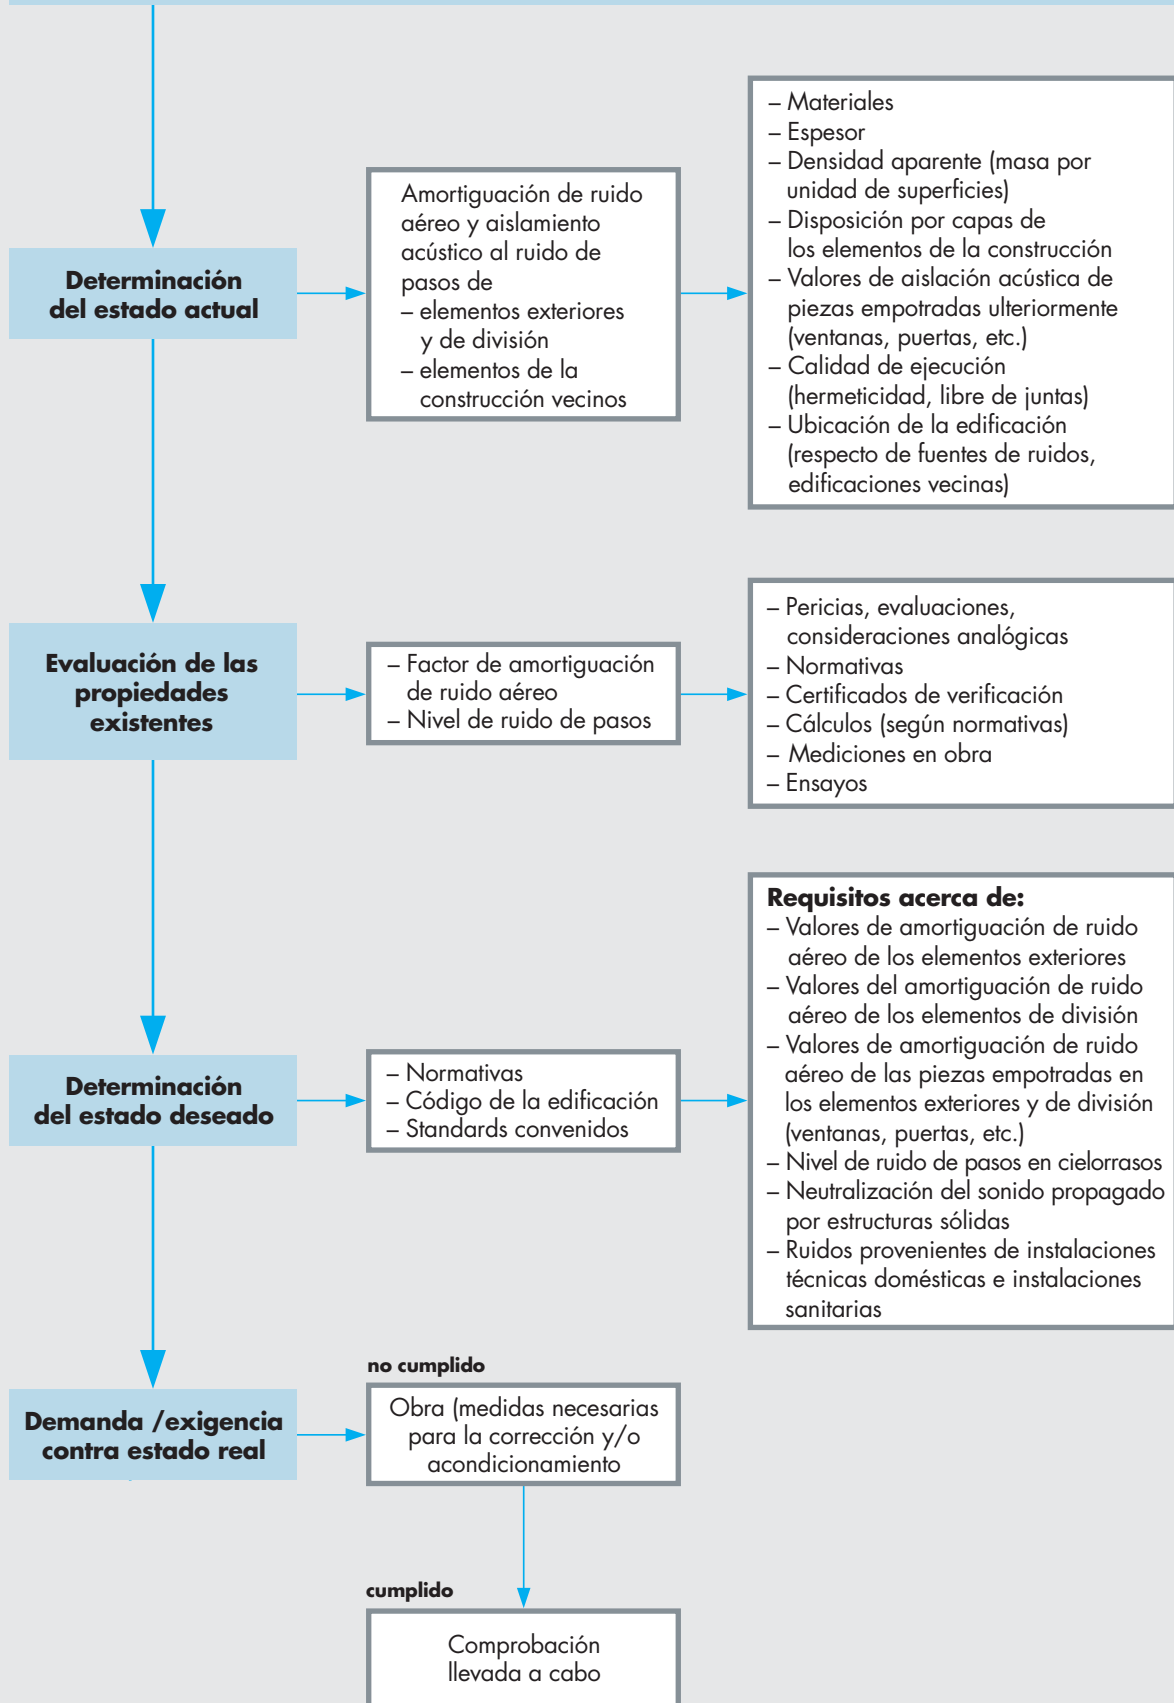 Determinación
del estado actual
Amortiguación de ruido
aéreo y aislamiento
acústico al ruido de
pasos de
– elementos exteriores
y de división
– elementos de la
construcción vecinos
– Materiales
– Espesor
– Densidad aparente (masa por
unidad de superficies)
– Disposición por capas de
los elementos de la construcción
– Valores de aislación acústica de
piezas empotradas ulteriormente
(ventanas, puertas, etc.)
– Calidad de ejecución
(hermeticidad, libre de juntas)
– Ubicación de la edificación
(respecto de fuentes de ruidos,
edificaciones vecinas)
Evaluación de las
propiedades
existentes
– Factor de amortiguación
de ruido aéreo
– Nivel de ruido de pasos
– Pericias, evaluaciones,
consideraciones analógicas
– Normativas
– Certificados de verificación
– Cálculos (según normativas)
– Mediciones en obra
– Ensayos
Determinación
del estado deseado
– Normativas
– Código de la edificación
– Standards convenidos
Requisitos acerca de:
– Valores de amortiguación de ruido
aéreo de los elementos exteriores
– Valores del amortiguación de ruido
aéreo de los elementos de división
– Valores de amortiguación de ruido
aéreo de las piezas empotradas en
los elementos exteriores y de división
(ventanas, puertas, etc.)
– Nivel de ruido de pasos en cielorrasos
– Neutralización del sonido propagado
por estructuras sólidas
– Ruidos provenientes de instalaciones
técnicas domésticas e instalaciones
sanitarias
Demanda /exigencia
contra estado real
no cumplido
Obra (medidas necesarias
para la corrección y/o
acondicionamiento
cumplido
Comprobación
llevada a cabo